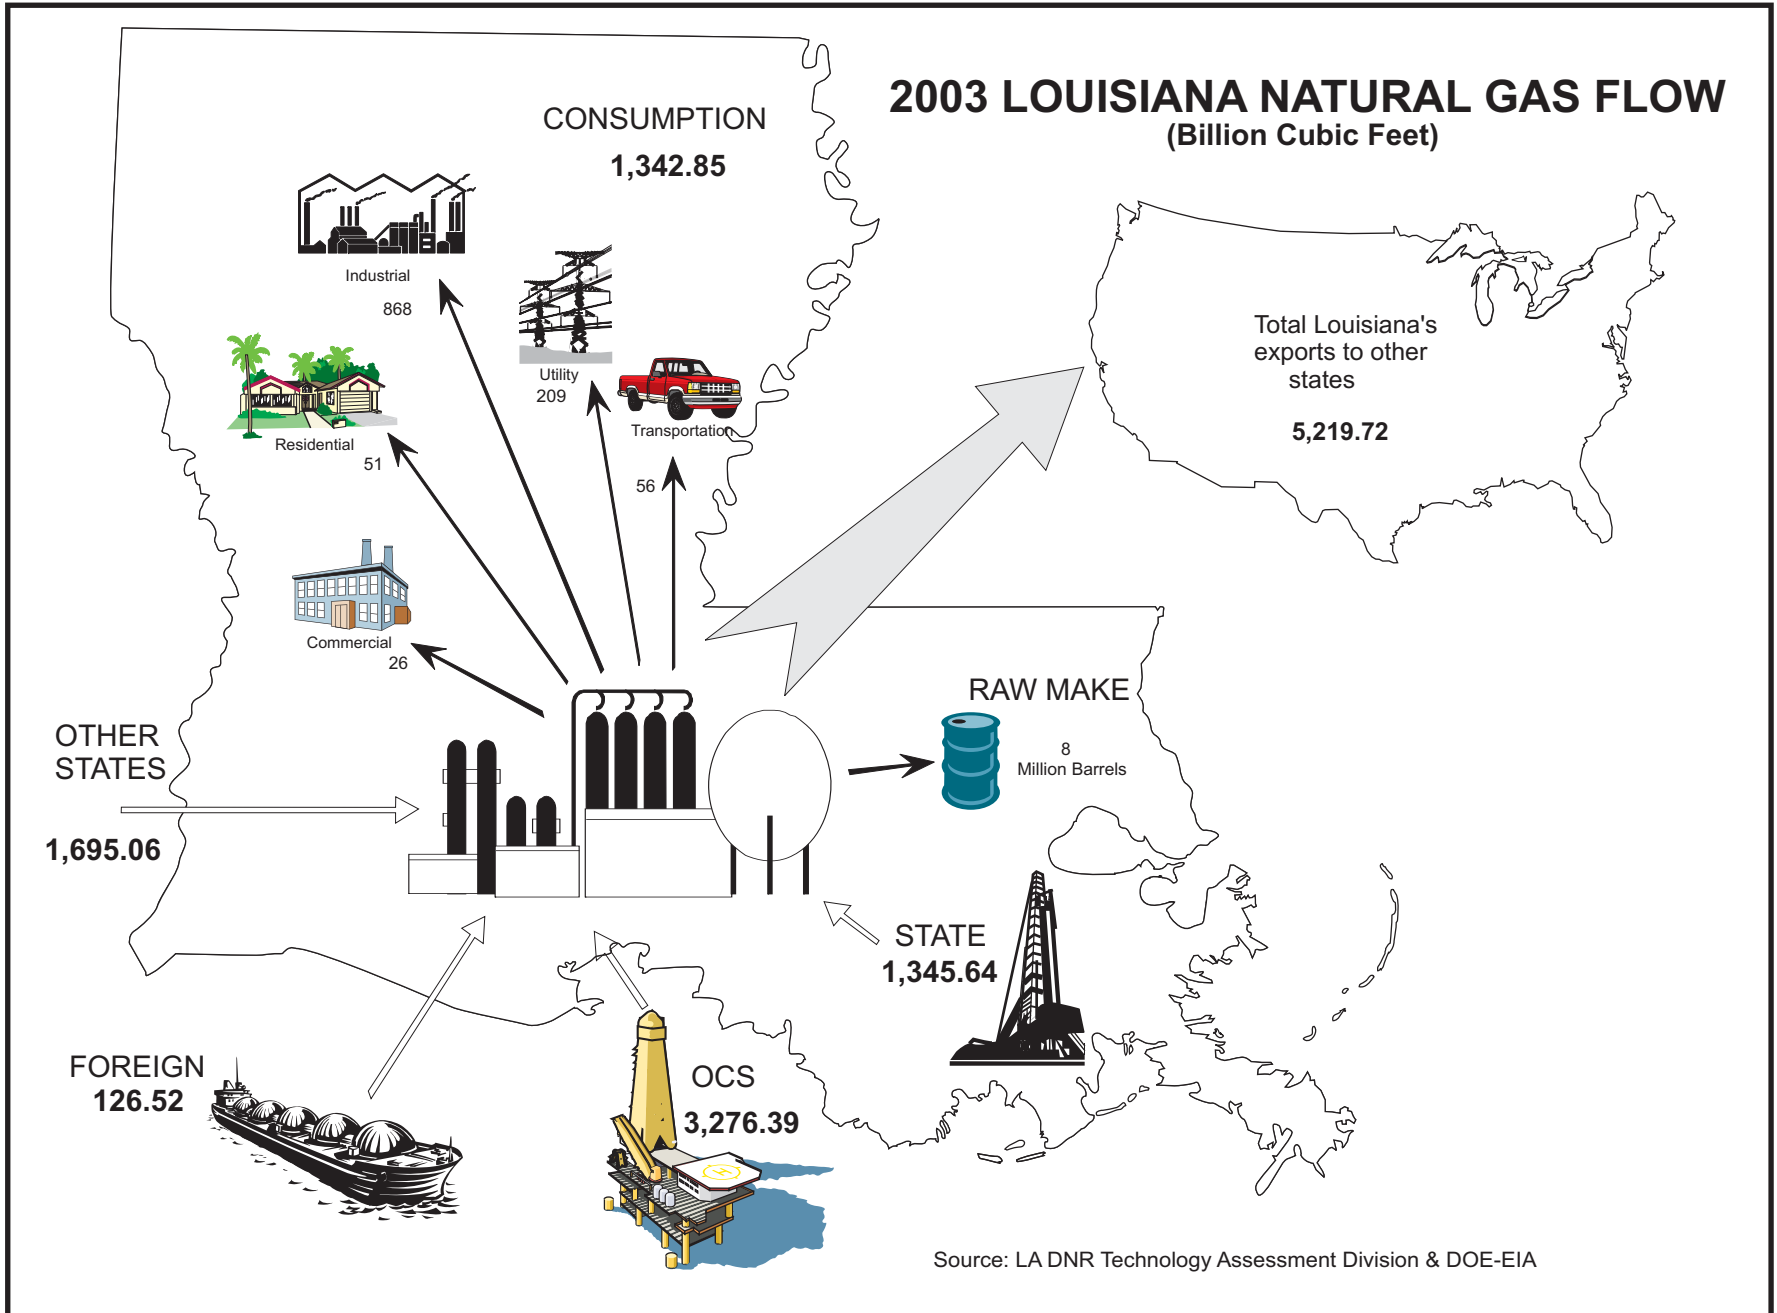 2003 LOUISIANA NATURAL GAS FLOW
(Billion Cubic Feet)
CONSUMPTION
1,342.85
Industrial
868
Utility
209
Transportation
56
Residential
51
Commercial
26
Total Louisiana's
exports to other
states
5,219.72
RAW MAKE
8
Million Barrels
OTHER
STATES
1,695.06
STATE
1,345.64
FOREIGN
126.52
OCS
3,276.39
H
Source: LA DNR Technology Assessment Division & DOE-EIA